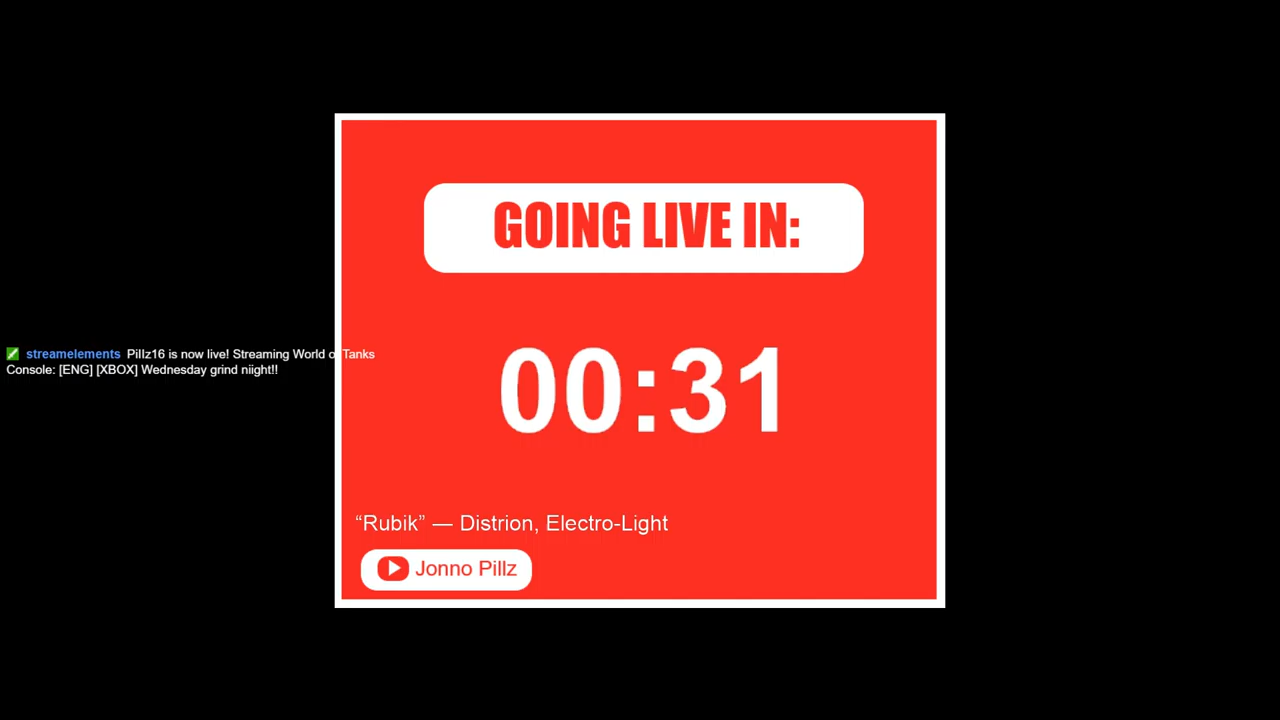 GOING LIVE IN:
streamelements Pillz16 is now live! Streaming World of Tanks
Console: [ENG] [XBOX] Wednesday grind niight!!
00:31
“Rubik” — Distrion, Electro-Light
Jonno Pillz